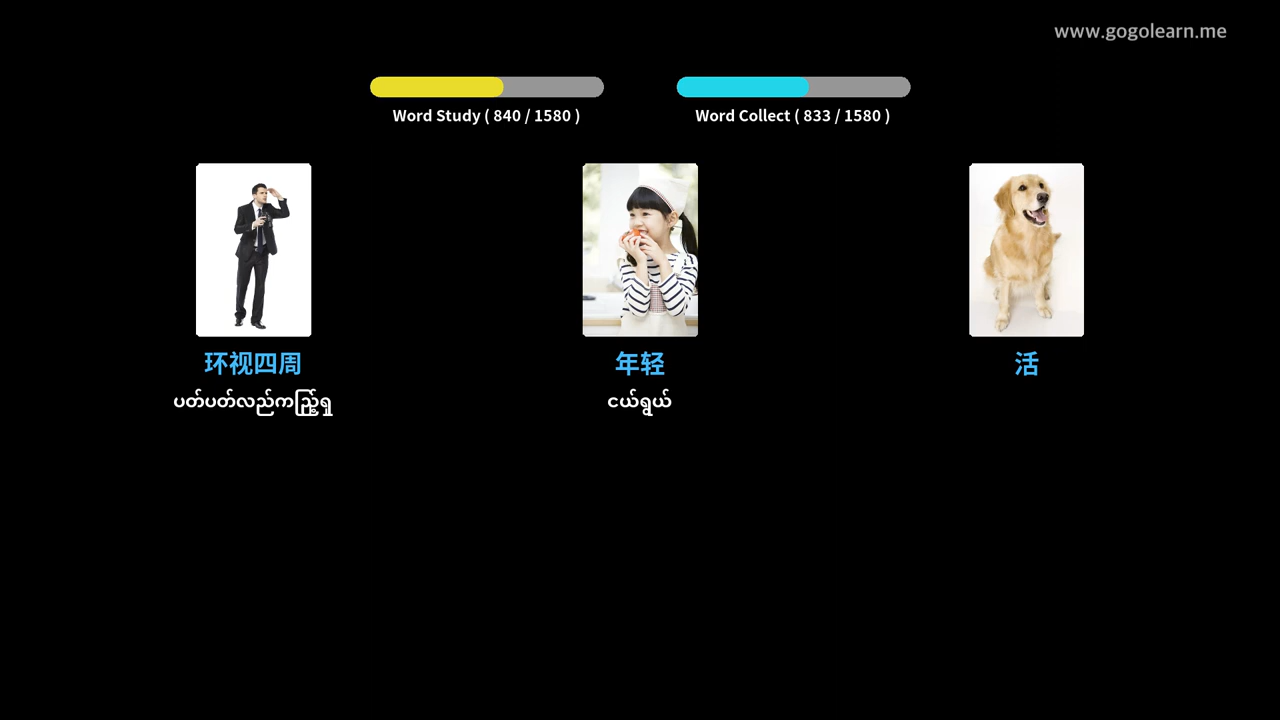 www.gogolearn.me
Word Study ( 840 / 1580 )
Word Collect ( 833 / 1580 )
环视四周
年轻
活
ပတ်ပတ်လည်ကည့်ြရှု
ငယ်ရွယ်